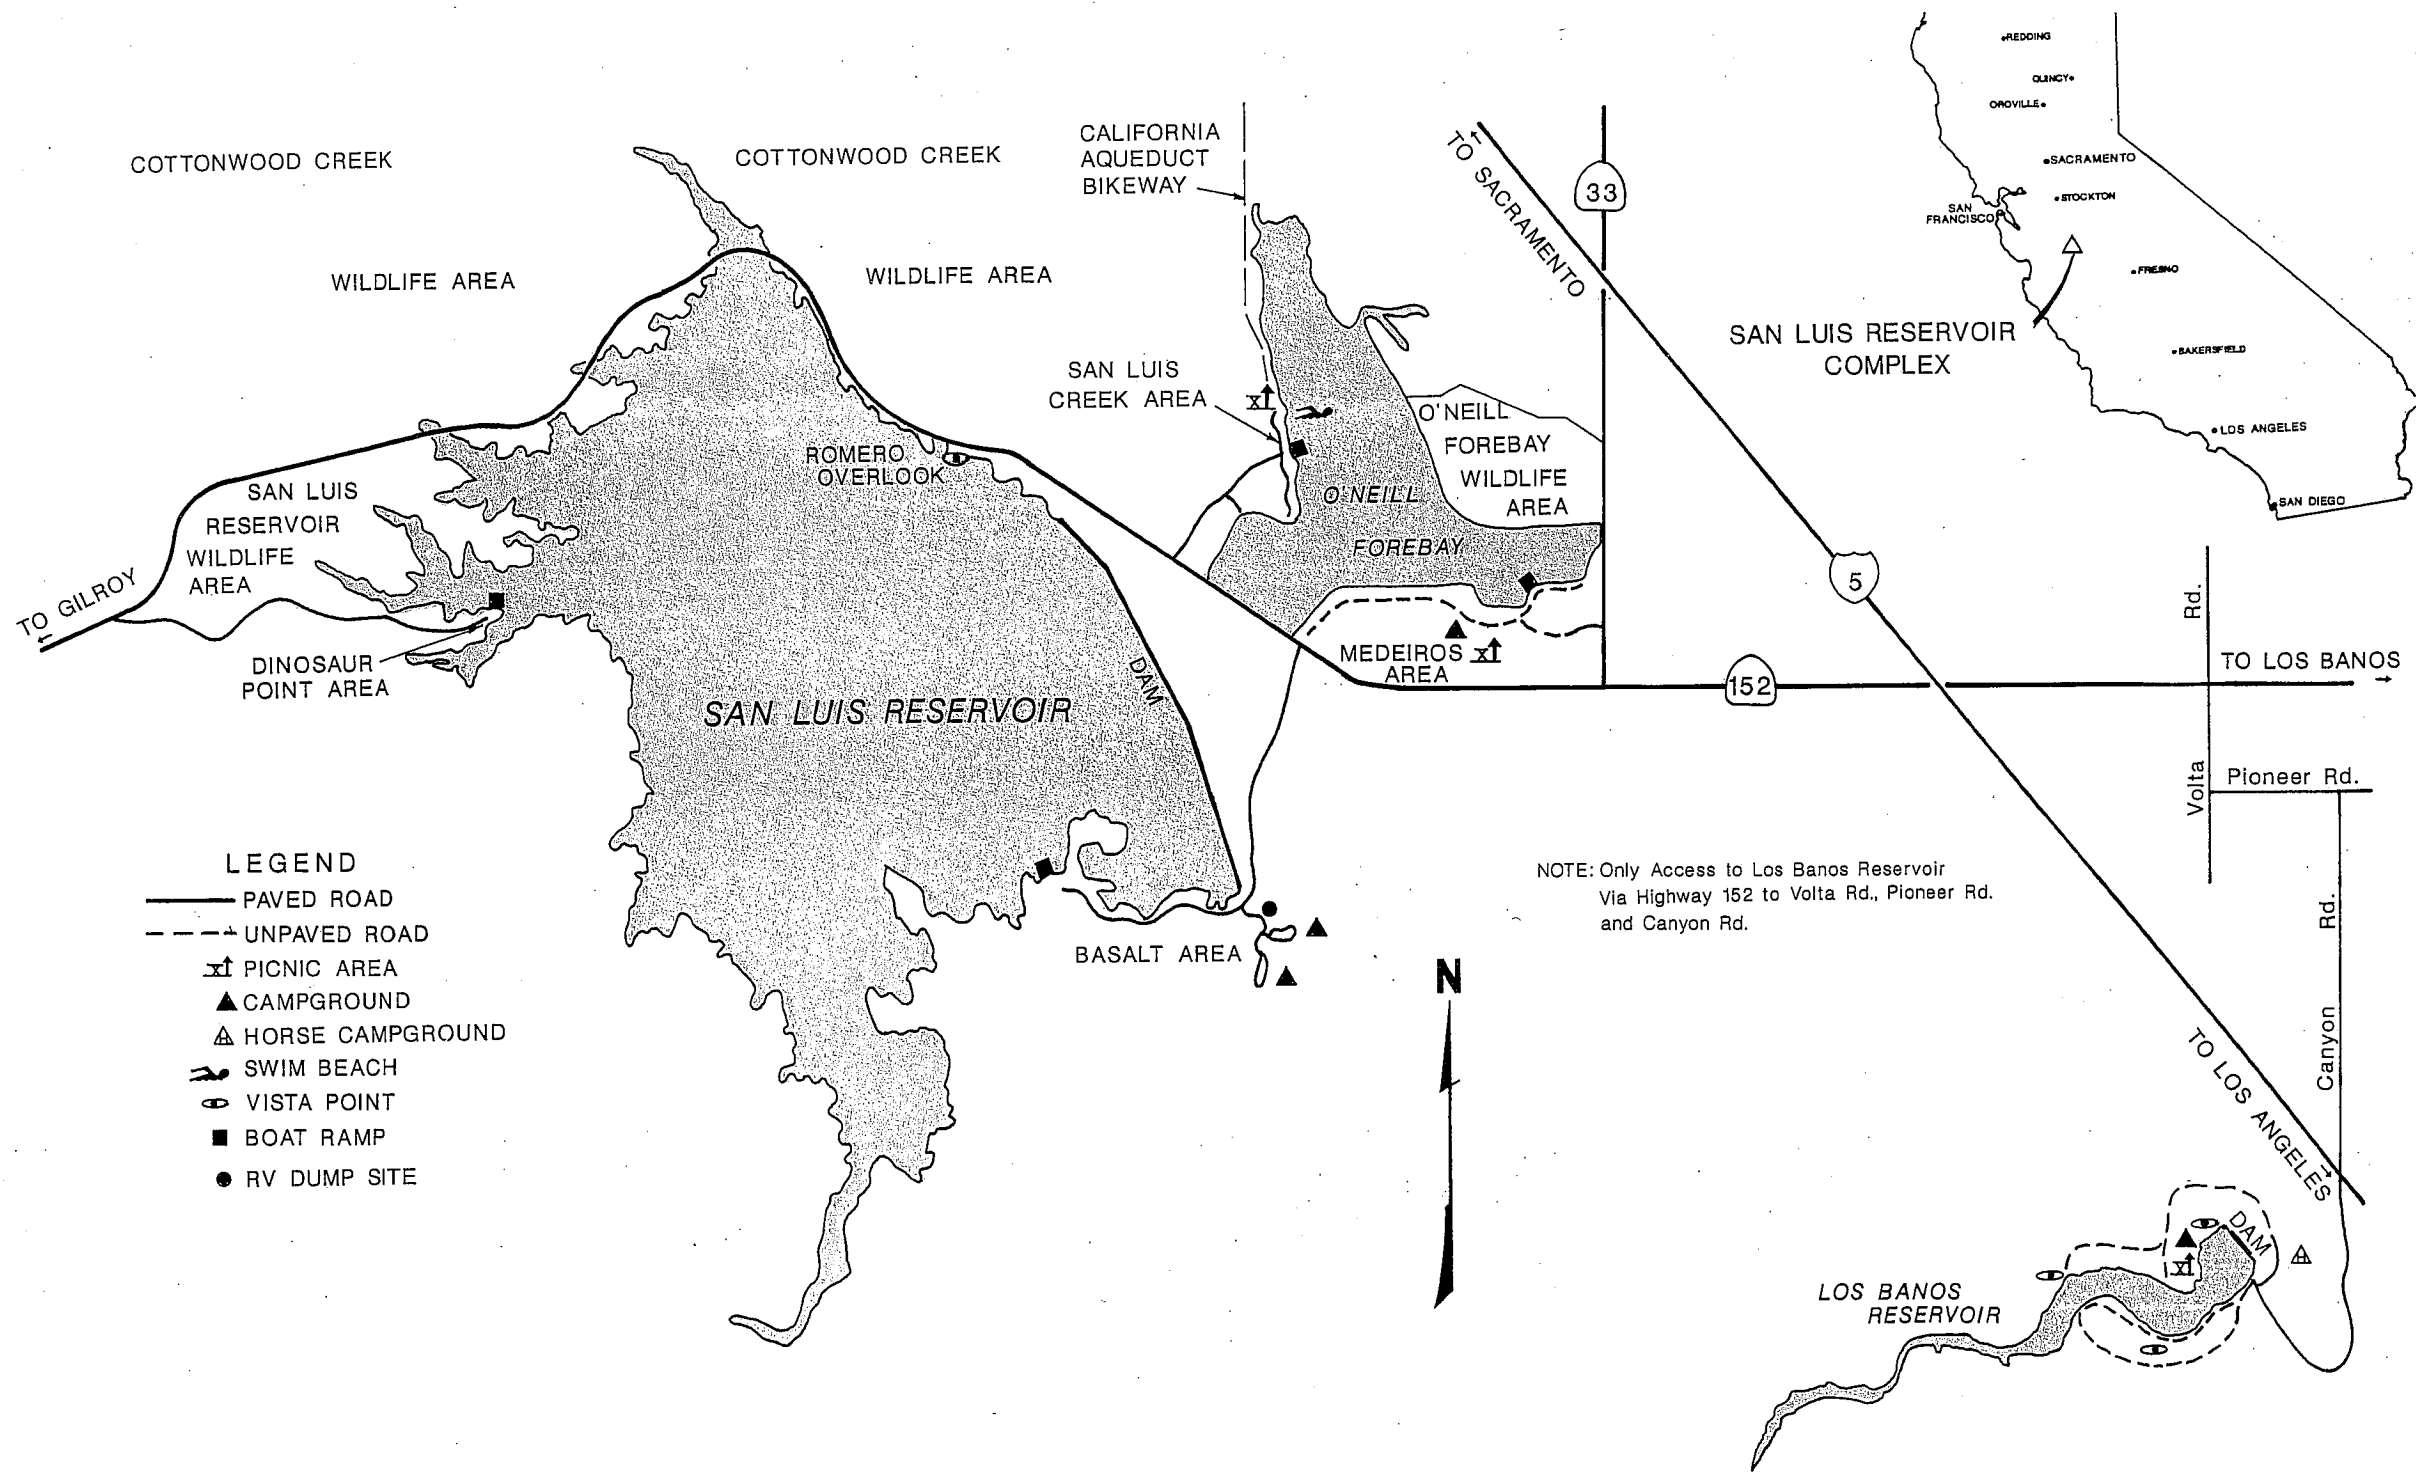 REDDING
QUINCY
OROVILLE
SACRAMENTO
STOCKTON
SAN
FRANCISCO
FRESNO
BAKERSFIELD
LOS ANGELES
SAN DIEGO
SAN LUIS RESERVOIR
COMPLEX
COTTONWOOD CREEK
WILDLIFE AREA
COTTONWOOD CREEK
WILDLIFE AREA
CALIFORNIA
AQUEDUCT
BIKEWAY
TO SACRAMENTO
33
SAN LUIS
CREEK AREA
O'NEILL
FOREBAY
WILDLIFE
AREA
O'NEILL
FOREBAY
ROMERO
OVERLOOK
SAN LUIS
RESERVOIR
WILDLIFE
AREA
TO GILROY
DINOSAUR
POINT AREA
SAN LUIS RESERVOIR
DAM
MEDEIROS
AREA
152
5
TO LOS BANOS
Volta Rd.
Pioneer Rd.
Canyon Rd.
NOTE: Only Access to Los Banos Reservoir
Via Highway 152 to Volta Rd., Pioneer Rd.
and Canyon Rd.
BASALT AREA
N
TO LOS ANGELES
DAM
LOS BANOS
RESERVOIR
LEGEND
PAVED ROAD
UNPAVED ROAD
PICNIC AREA
CAMPGROUND
HORSE CAMPGROUND
SWIM BEACH
VISTA POINT
BOAT RAMP
RV DUMP SITE